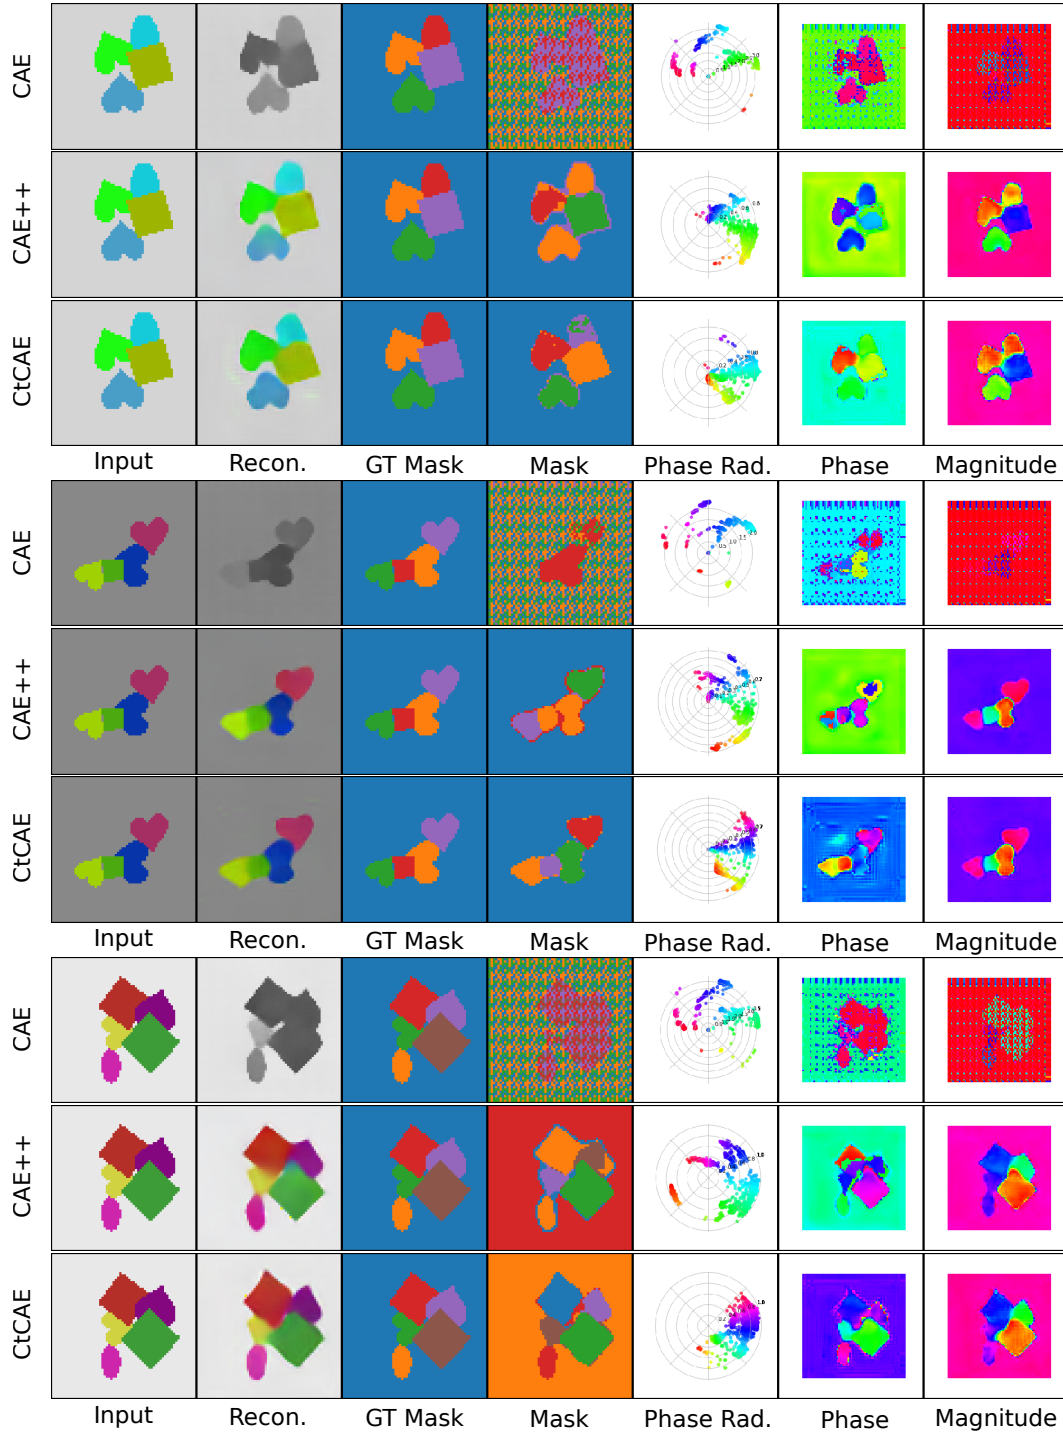 CAE
CAE++
CtCAE
Input Recon. GT Mask Mask Phase Rad. Phase Magnitude
CAE
CAE++
CtCAE
Input Recon. GT Mask Mask Phase Rad. Phase Magnitude
CAE
CAE++
CtCAE
Input Recon. GT Mask Mask Phase Rad. Phase Magnitude